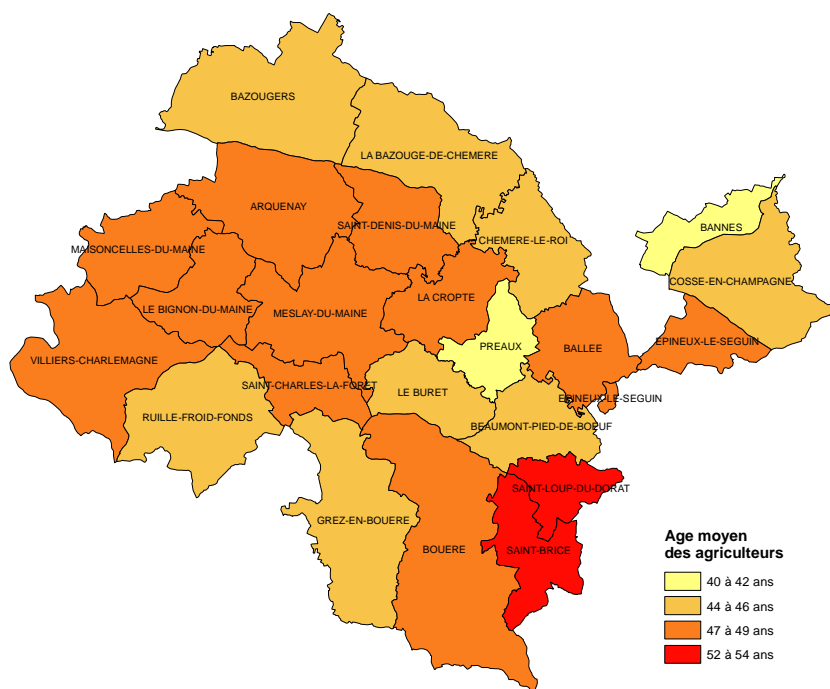 BAZOUGERS
LA BAZOUGE-DE-CHEMERE
ARQUENAY
SAINT-DENIS-DU-MAINE
BANNES
CHEMERE-LE-ROI
MAISONCELLES-DU-MAINE
COSSE-EN-CHAMPAGNE
LA CROPTE
LE BIGNON-DU-MAINE
MESLAY-DU-MAINE
EPINEUX-LE-SEGUIN
PREAUX
BALLEE
VILLIERS-CHARLEMAGNE
SAINT-CHARLES-LA-FORET
LE BURET
EPINEUX-LE-SEGUIN
RUILLE-FROID-FONDS
BEAUMONT-PIED-DE-BOEUF
SAINT-LOUP-DU-DORAT
GREZ-EN-BOUERE
BOUERE
SAINT-BRICE
Age moyen
des agriculteurs
40 à 42 ans
44 à 46 ans
47 à 49 ans
52 à 54 ans